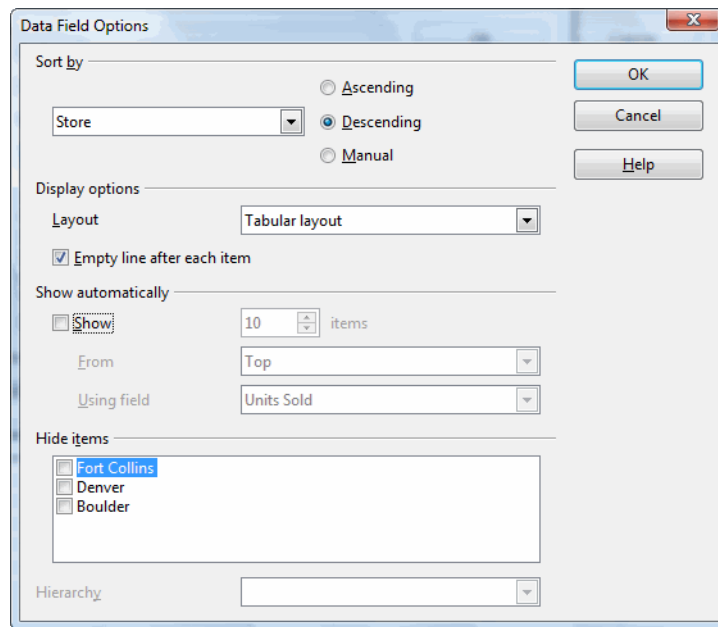 Data Field Options
Sort by
OK
Ascending
Store
Descending
Cancel
Manual
Help
Display options
Layout
Tabular layout
Empty line after each item
Show automatically
Show
10
items
From
Top
Using field
Units Sold
Hide items
Fort Collins
Denver
Boulder
Hierarchy